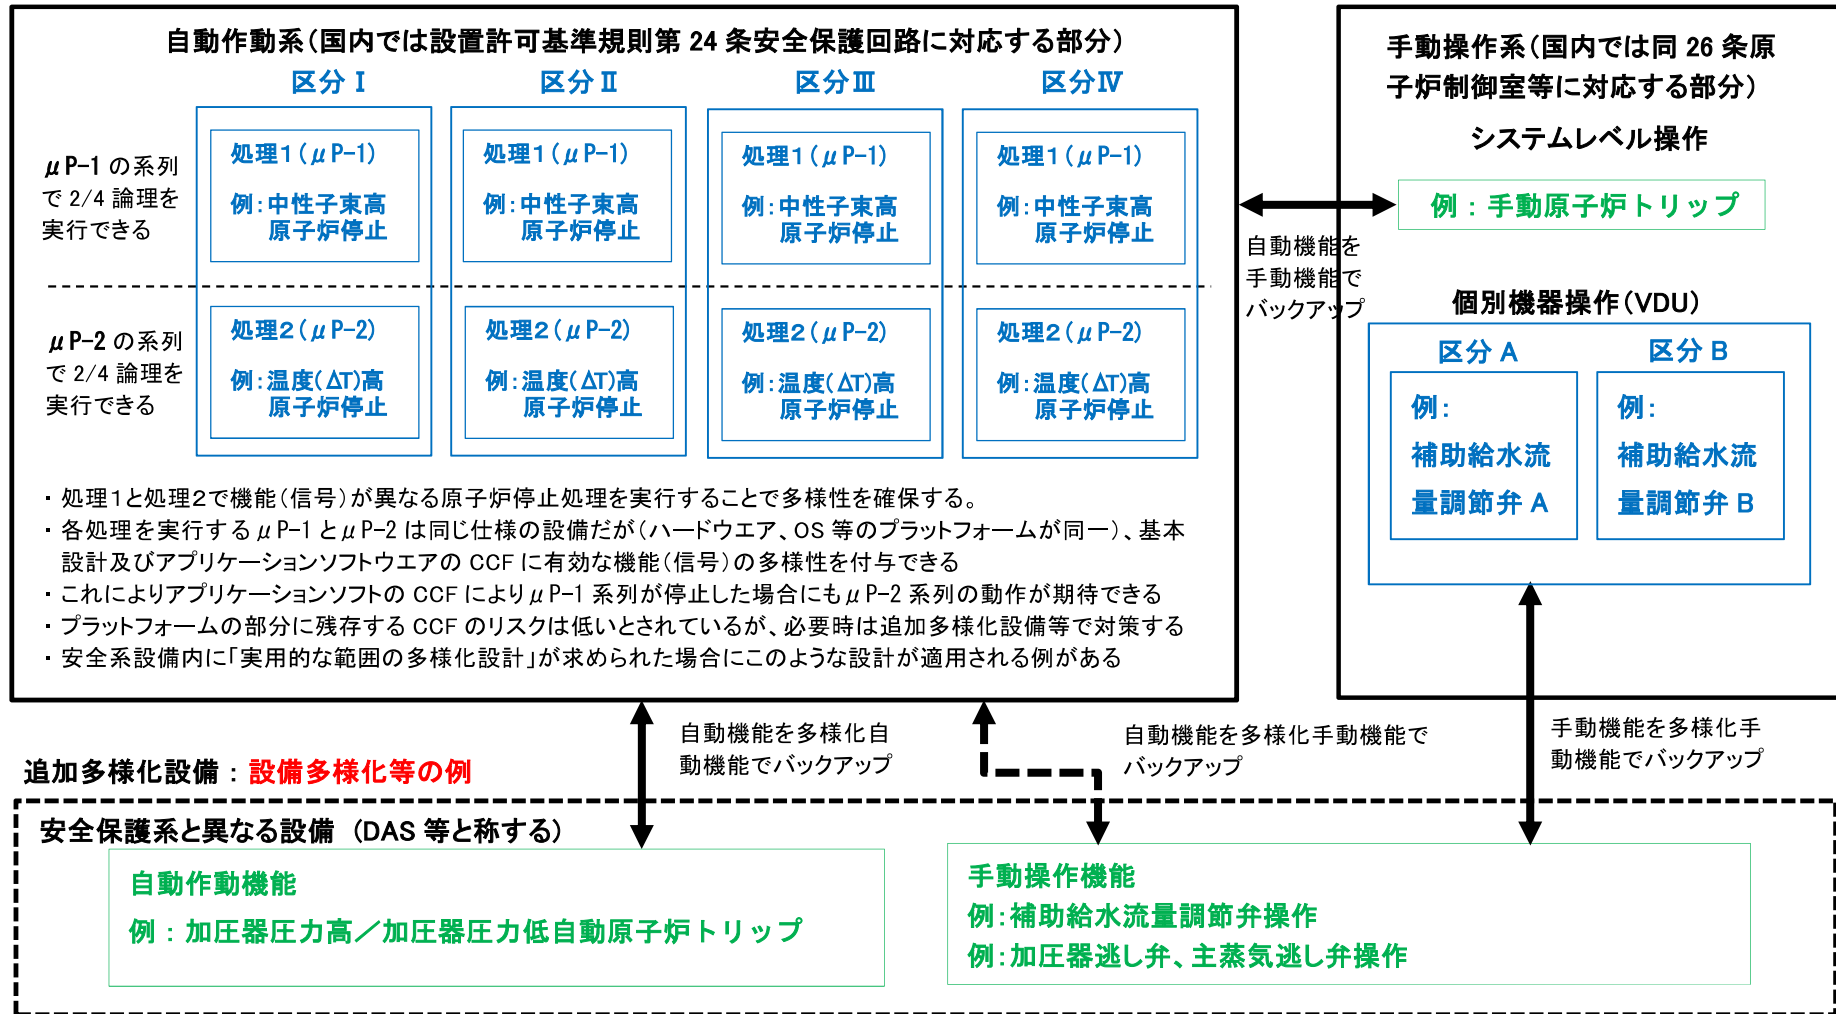 自動作動系(国内では設置許可基準規則第 24 条安全保護回路に対応する部分)
区分 Ⅰ
区分 Ⅱ
区分Ⅲ
区分Ⅳ
μP-1 の系列
で 2/4 論理を
実行できる
処理1(μP-1)
例:中性子束高
原子炉停止
処理1(μP-1)
例:中性子束高
原子炉停止
処理1(μP-1)
例:中性子束高
原子炉停止
処理1(μP-1)
例:中性子束高
原子炉停止
μP-2 の系列
で 2/4 論理を
実行できる
処理2(μP-2)
例:温度(ΔT)高
原子炉停止
処理2(μP-2)
例:温度(ΔT)高
原子炉停止
処理2(μP-2)
例:温度(ΔT)高
原子炉停止
処理2(μP-2)
例:温度(ΔT)高
原子炉停止
・処理1と処理2で機能(信号)が異なる原子炉停止処理を実行することで多様性を確保する。
・各処理を実行するμP-1 とμP-2 は同じ仕様の設備だが(ハードウエア、OS 等のプラットフォームが同一)、基本
設計及びアプリケーションソフトウエアの CCF に有効な機能(信号)の多様性を付与できる
・これによりアプリケーションソフトの CCF によりμP-1 系列が停止した場合にもμP-2 系列の動作が期待できる
・プラットフォームの部分に残存する CCF のリスクは低いとされているが、必要時は追加多様化設備等で対策する
・安全系設備内に「実用的な範囲の多様化設計」が求められた場合にこのような設計が適用される例がある
自動機能を
手動機能で
バックアップ
手動操作系(国内では同 26 条原
子炉制御室等に対応する部分)
システムレベル操作
例：手動原子炉トリップ
個別機器操作(VDU)
区分 A
例:
補助給水流
量調節弁 A
区分 B
例:
補助給水流
量調節弁 B
自動機能を多様化自
動機能でバックアップ
自動機能を多様化手動機能で
バックアップ
手動機能を多様化手
動機能でバックアップ
追加多様化設備：設備多様化等の例
安全保護系と異なる設備 (DAS 等と称する)
自動作動機能
例：加圧器圧力高／加圧器圧力低自動原子炉トリップ
手動操作機能
例:補助給水流量調節弁操作
例:加圧器逃し弁、主蒸気逃し弁操作